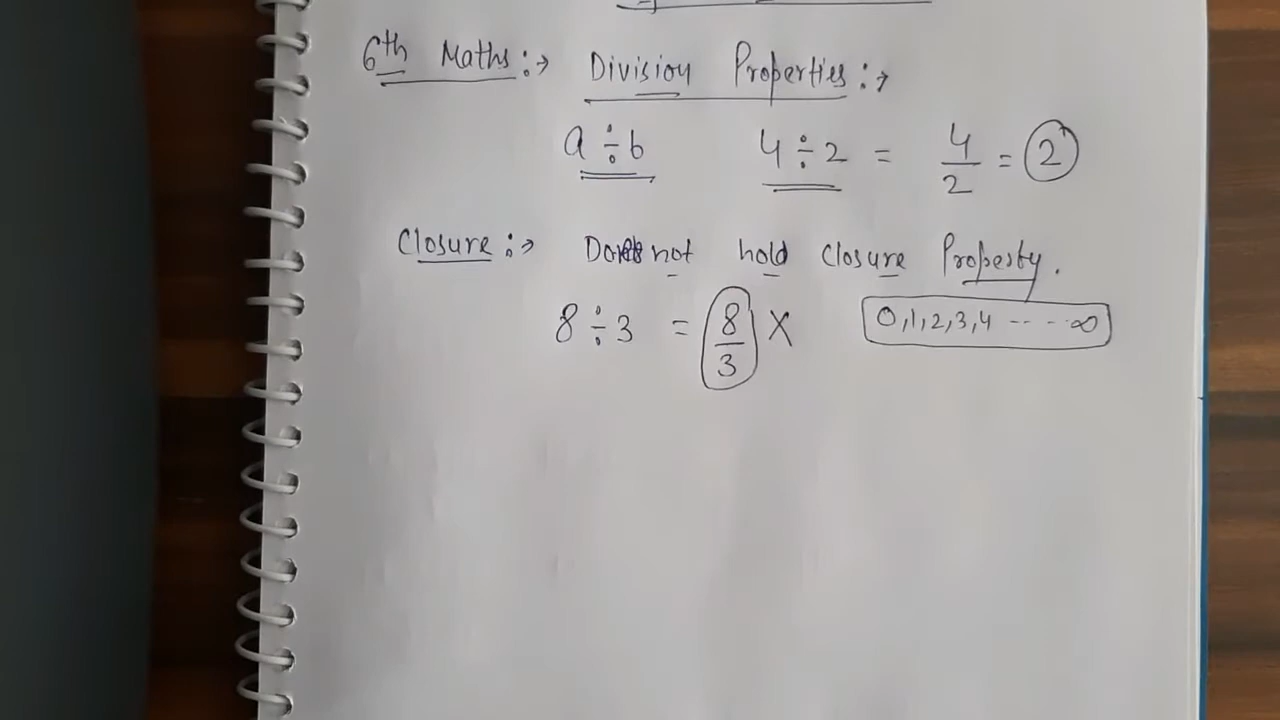 6th Maths :→ Division Properties :→
a ÷ b 4 ÷ 2 = 4/2 = 2
Closure :→ Does not hold closure Property.
8 ÷ 3 = 8/3 X 0,1,2,3,4 ---- ∞